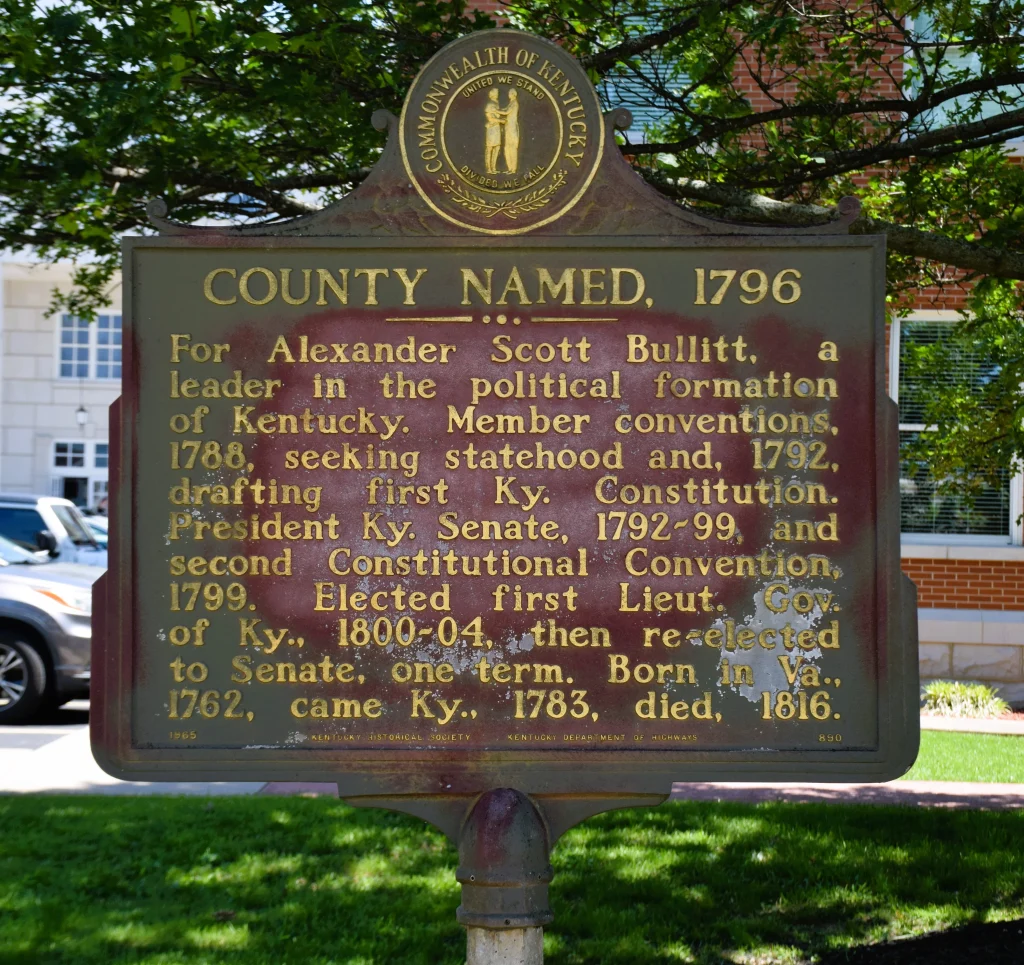 COMMONWEALTH OF KENTUCKY
UNITED WE STAND
DIVIDED WE FALL
COUNTY NAMED, 1796
For Alexander Scott Bullitt, a
leader in the political formation
of Kentucky. Member conventions,
1788, seeking statehood and, 1792,
drafting first Ky. Constitution.
President Ky. Senate, 1792-99, and
second Constitutional Convention,
1799. Elected first Lieut. Gov.
of Ky., 1800-04, then re-elected
to Senate, one term. Born in Va.,
1762, came Ky., 1783, died, 1816.
1965 KENTUCKY HISTORICAL SOCIETY KENTUCKY DEPARTMENT OF HIGHWAYS 890